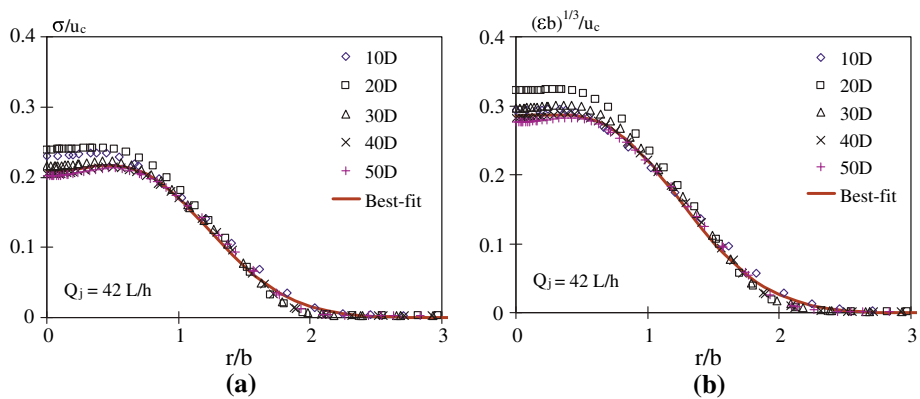 σ/u_c
0.4
0.3
0.2
0.1
0
0
1
2
3
10D
20D
30D
40D
50D
Best-fit
Q_j = 42 L/h
r/b
(a)
(εb)^{1/3}/u_c
0.4
0.3
0.2
0.1
0
0
1
2
3
10D
20D
30D
40D
50D
Best-fit
Q_j = 42 L/h
r/b
(b)